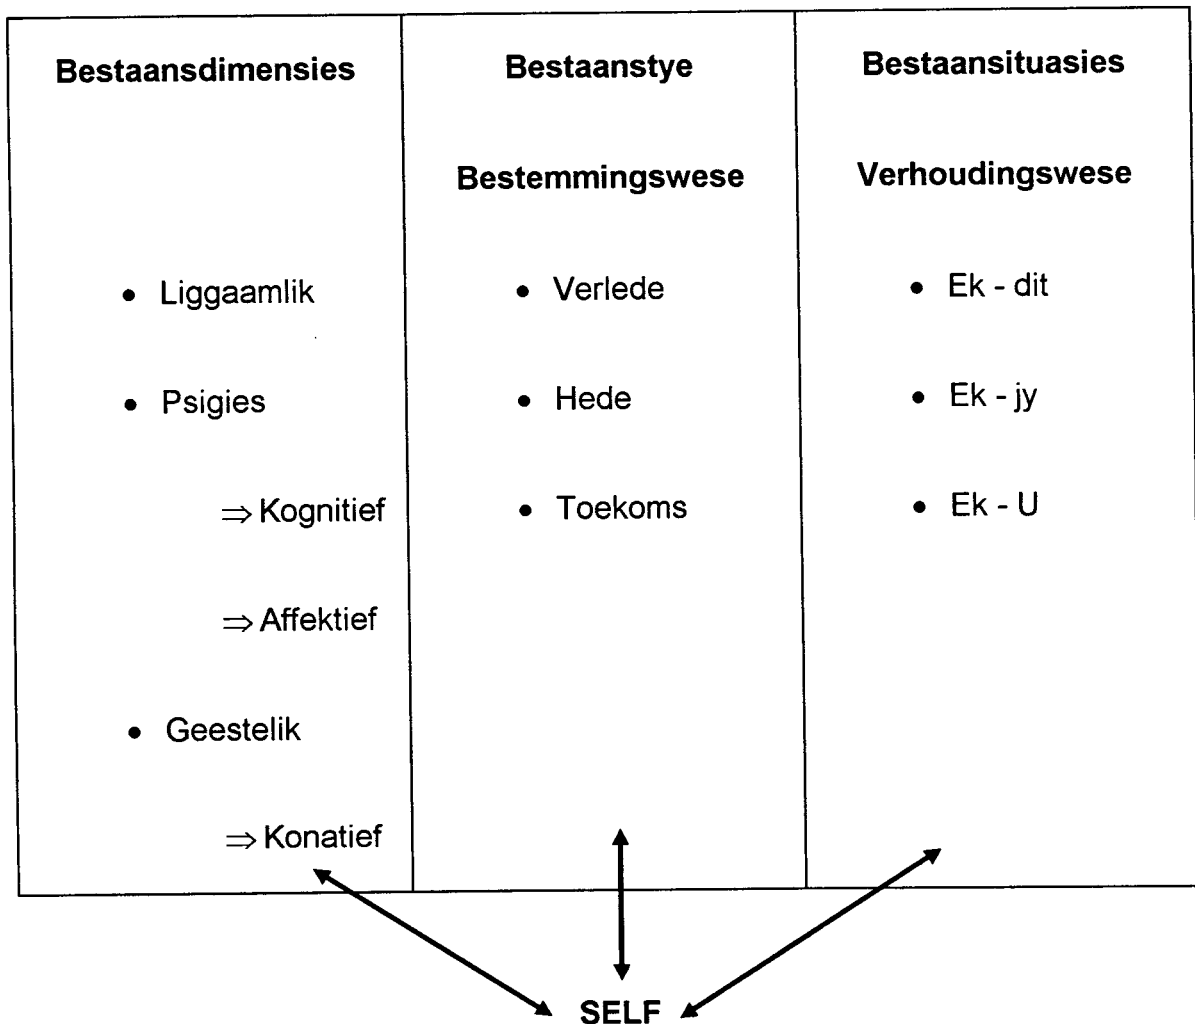 Bestaansdimensies
• Liggaamlik
• Psigies
⇒ Kognitief
⇒ Affektief
• Geestelik
⇒ Konatief
Bestaanstye
Bestemmingswese
• Verlede
• Hede
• Toekoms
Bestaansituasies
Verhoudingswese
• Ek - dit
• Ek - jy
• Ek - U
SELF